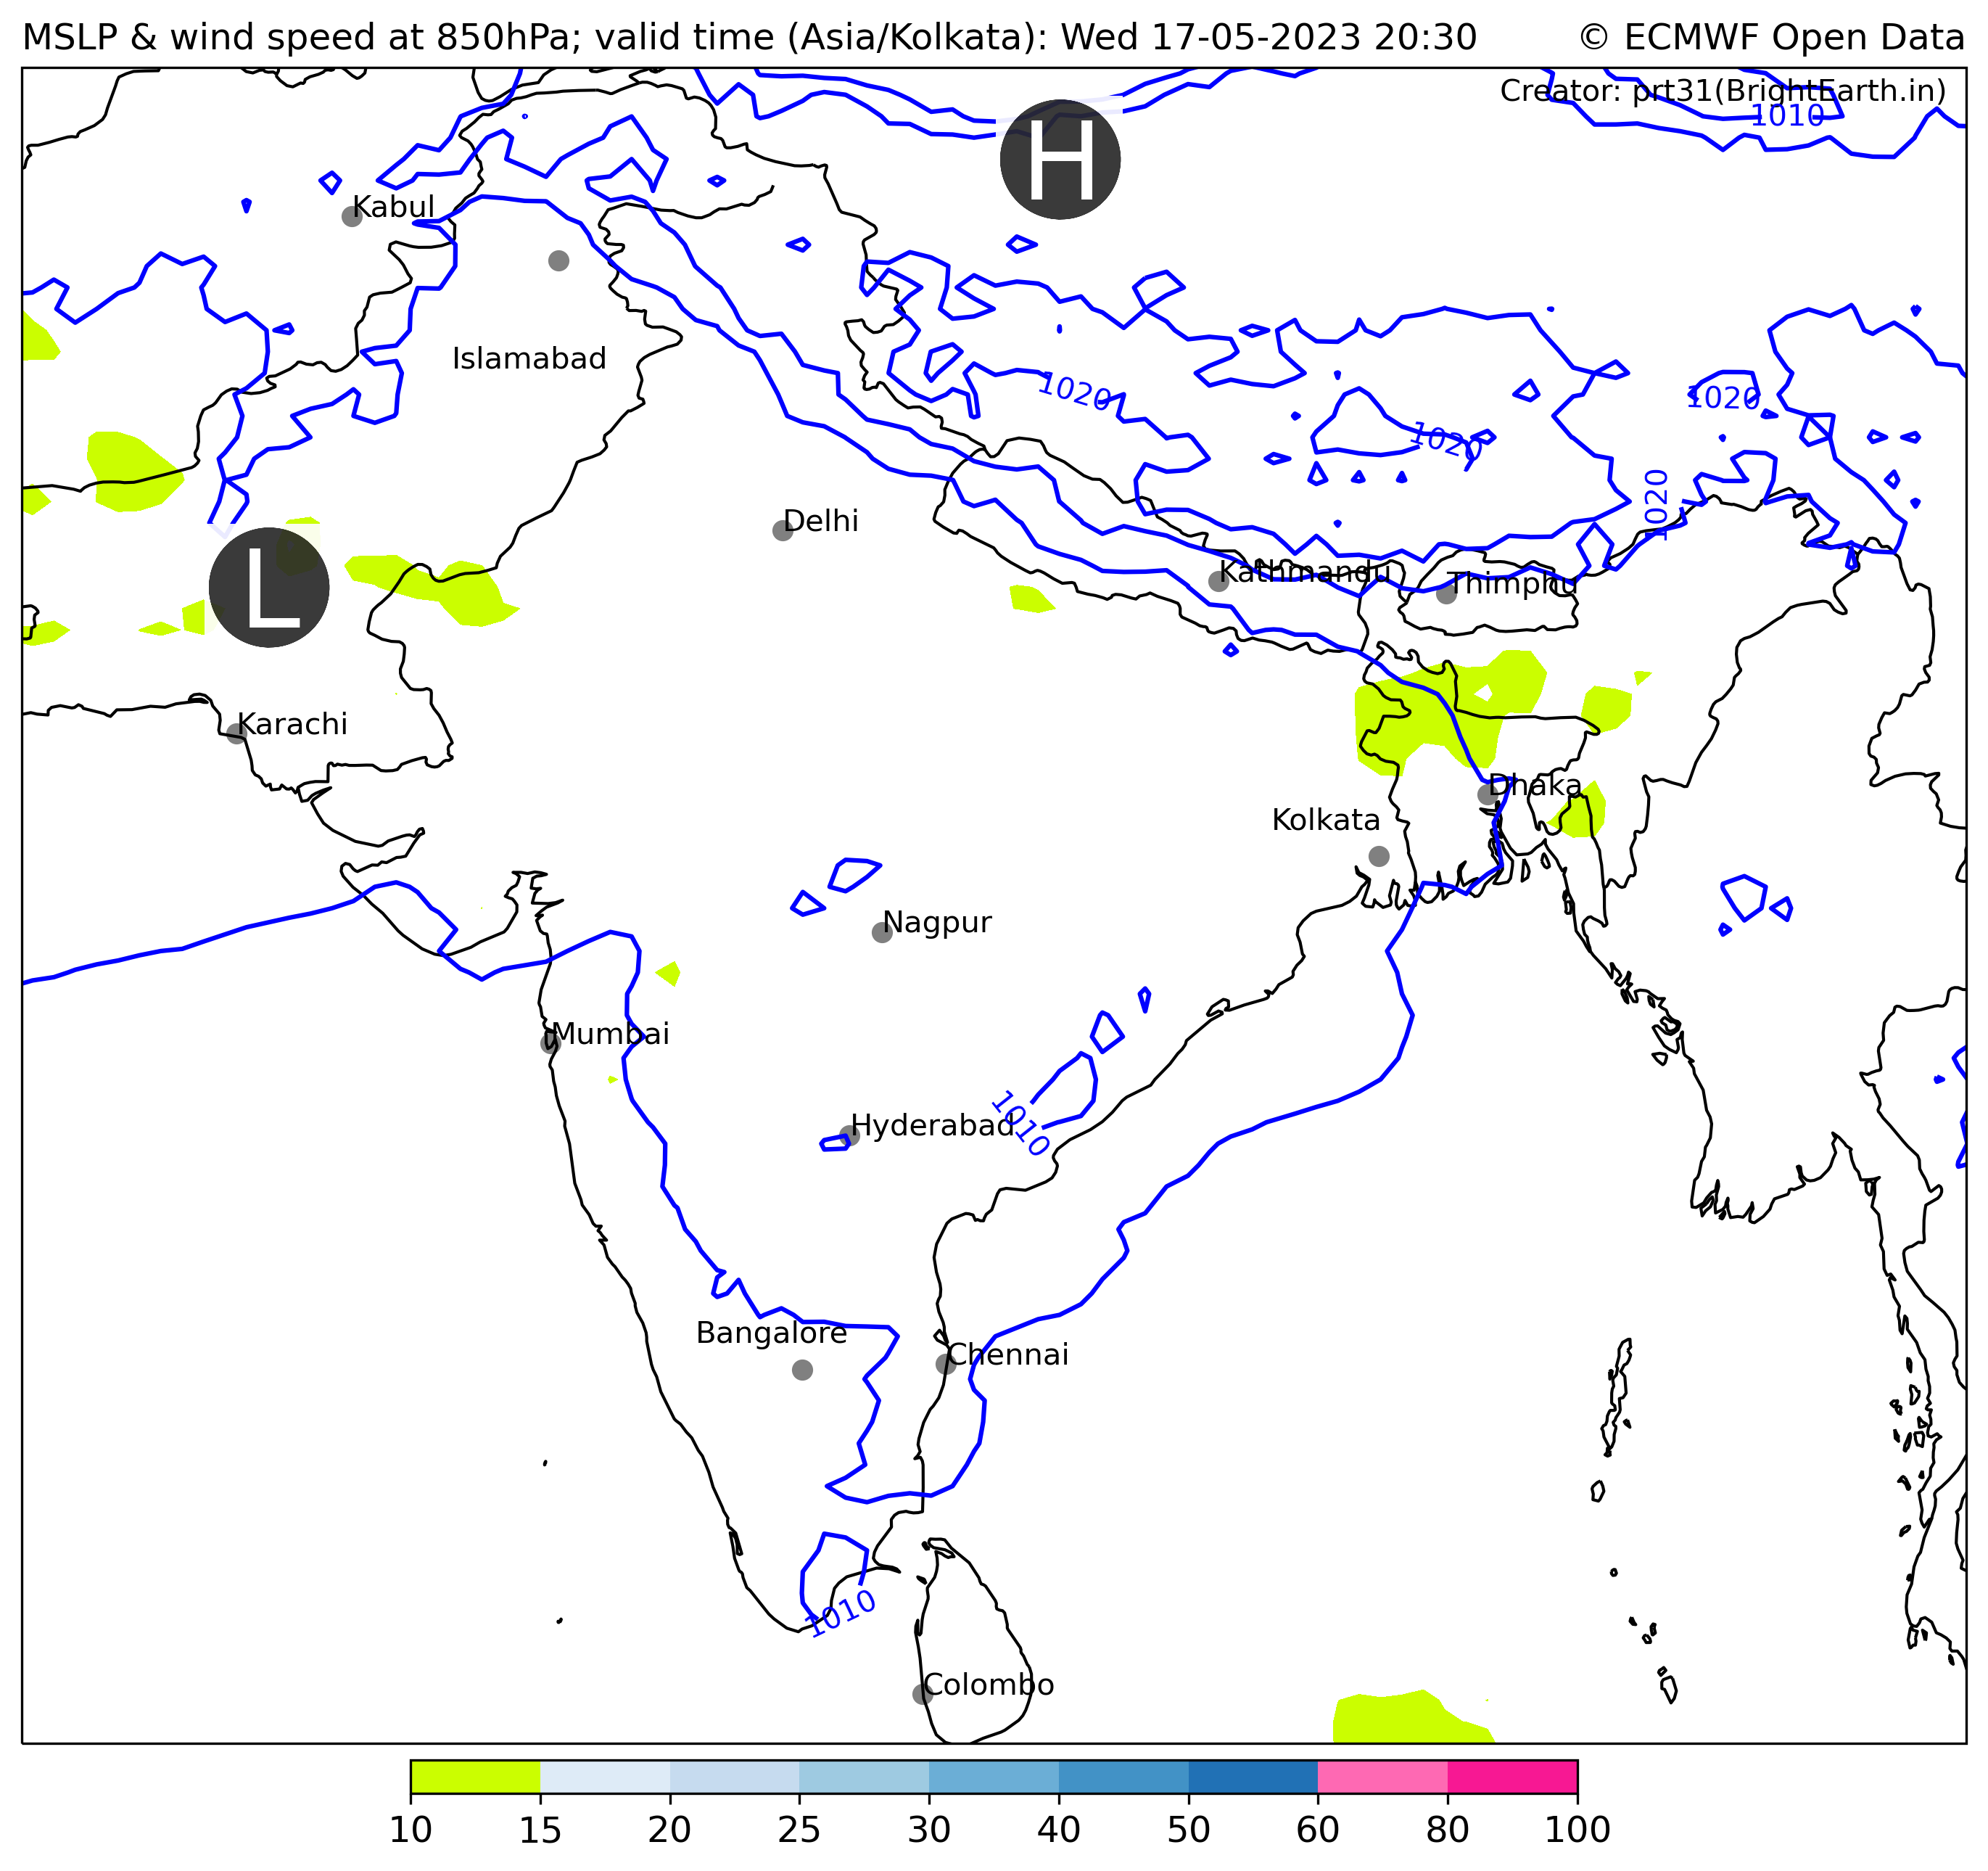 MSLP & wind speed at 850hPa; valid time (Asia/Kolkata): Wed 17-05-2023 20:30 © ECMWF Open Data
Creator: prt31(BrightEarth.in)
1010
H
Kabul
Islamabad
1020
1020
1020
1020
Delhi
L
Kathmandu
Thimphu
Karachi
Dhaka
Kolkata
Nagpur
Mumbai
1010
Hyderabad
Bangalore
Chennai
1010
Colombo
10 15 20 25 30 40 50 60 80 100